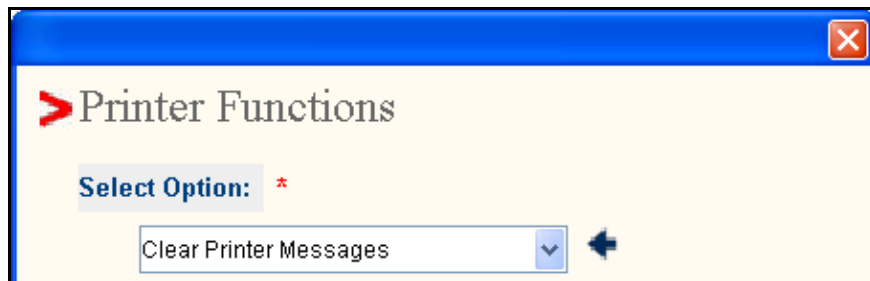 > Printer Functions
Select Option: *
Clear Printer Messages